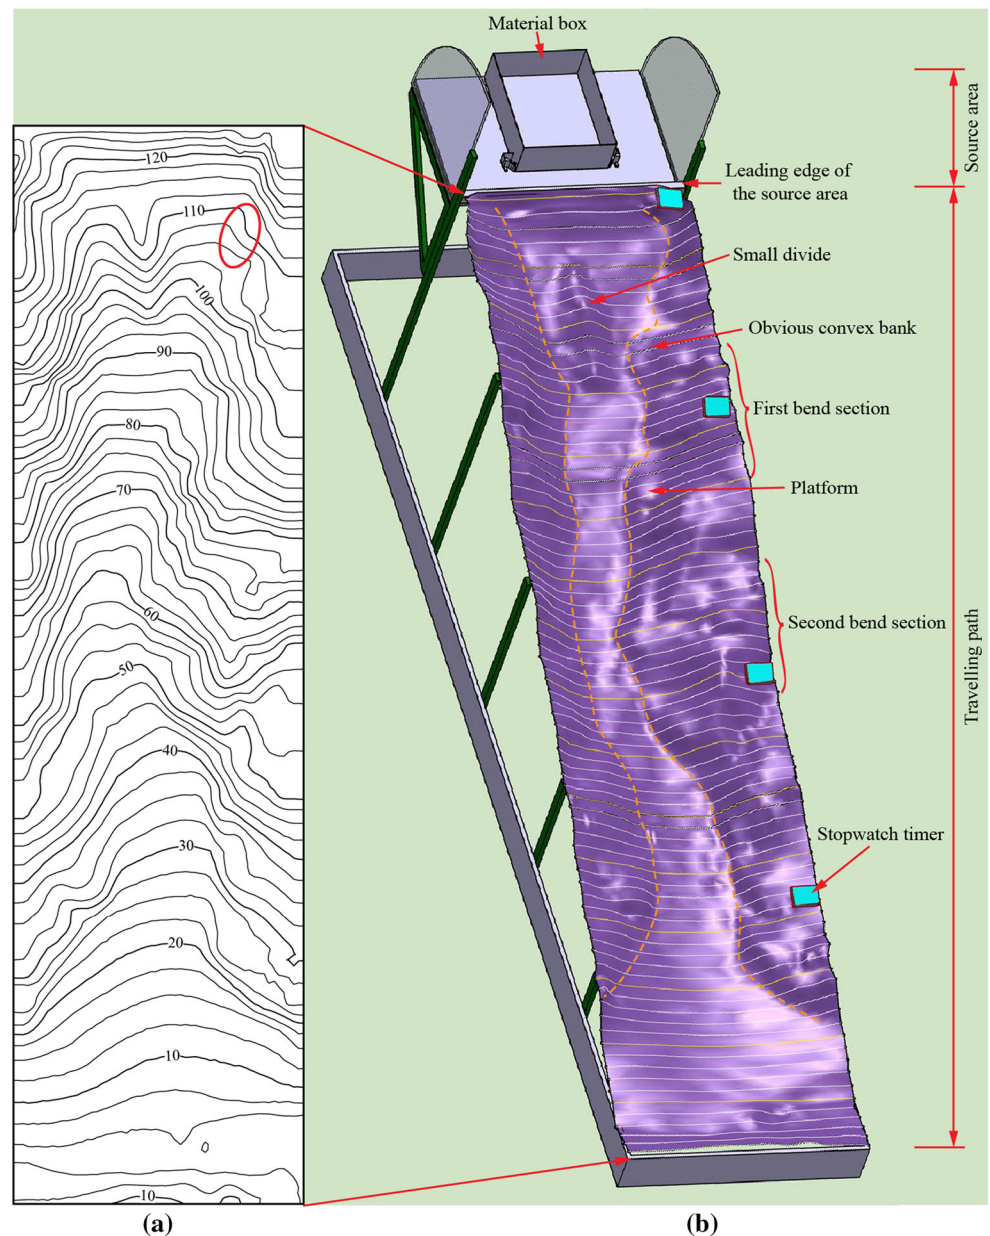 Material box
Source area
120
Leading edge of
the source area
110
Small divide
100
Obvious convex bank
90
First bend section
80
70
Platform
60
Second bend section
50
Travelling path
40
30
Stopwatch timer
20
10
10
(a)
(b)